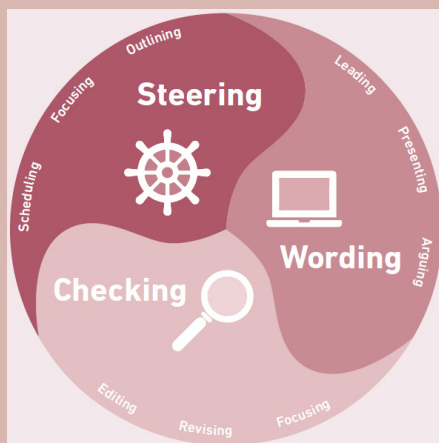 Steering
Outlining
Focusing
Scheduling
Wording
Leading
Presenting
Arguing
Checking
Editing
Revising
Focusing